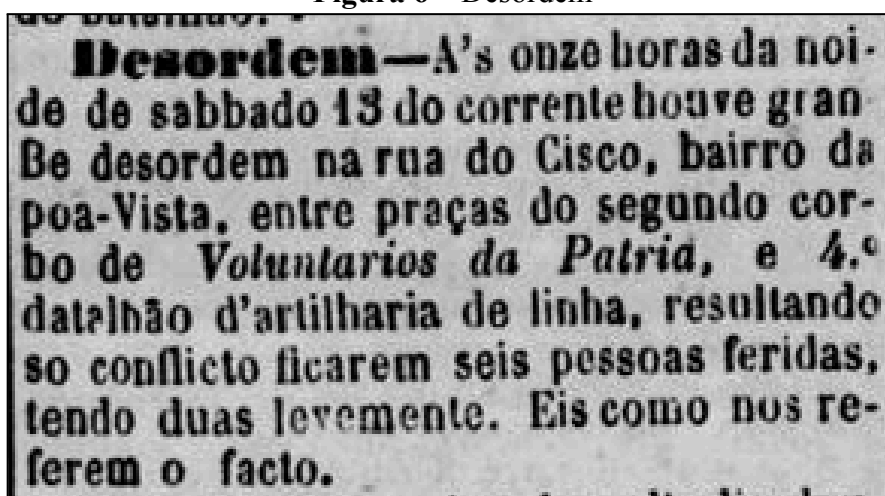 Figura 6 – Desordem
do batalhão.
Desordem—A's onze horas da noi-
de de sabbado 13 do corrente houve gran-
Be desordem na rua do Cisco, bairro da
poa-Vista, entre praças do segundo cor-
bo de Voluntarios da Patria, e 4.º
datalhão d'artilharia de linha, resultando
so conflicto ficarem seis pessoas feridas,
tendo duas levemente. Eis como nos re-
ferem o facto.